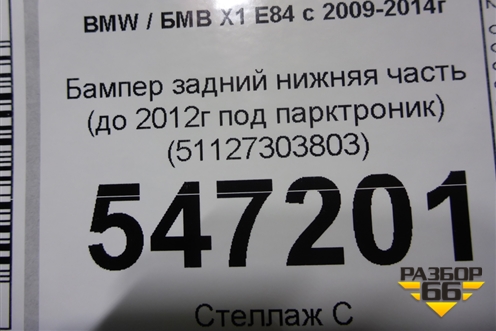 BMW / БМВ X1 E84 с 2009-2014г
Бампер задний нижняя часть
(до 2012г под парктроник)
(51127303803)
547201
Стеллаж С
РАЗБОР
66